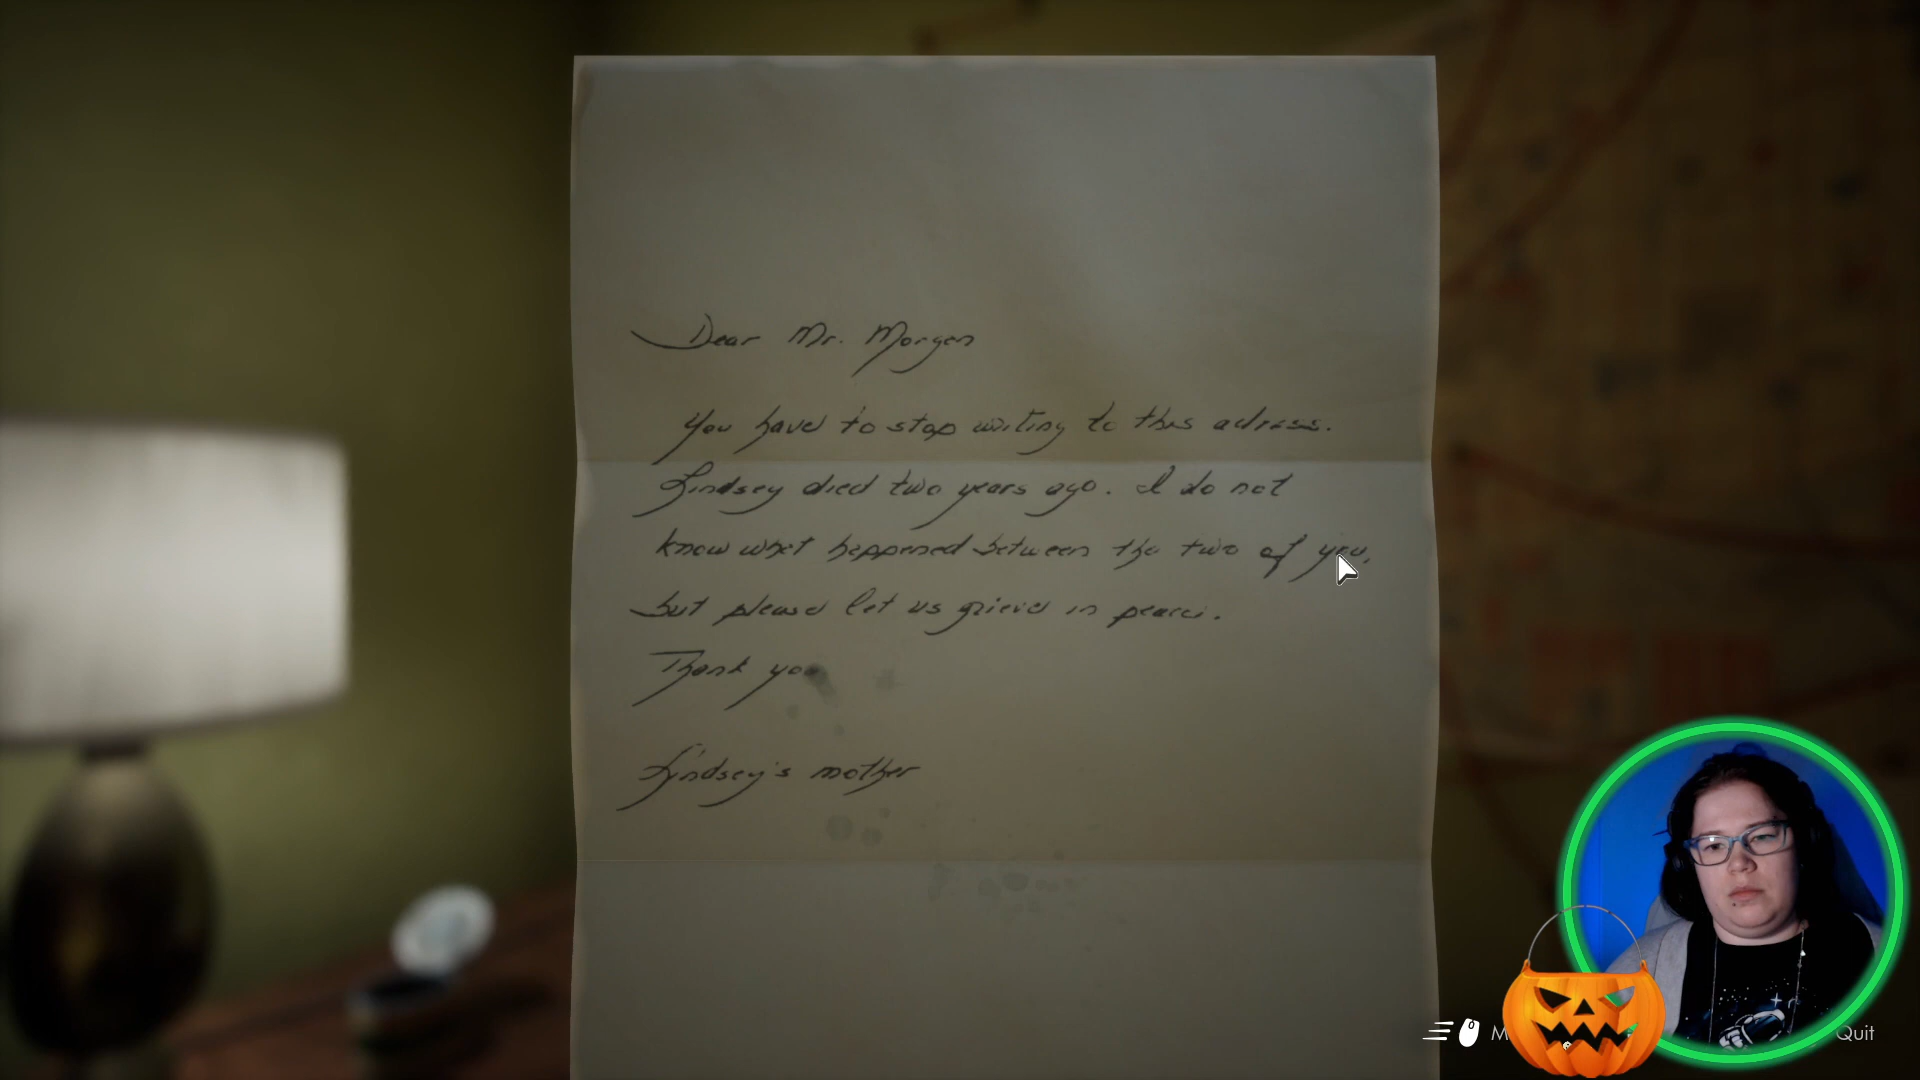 Dear Mr. Morgen
You have to stop writing to this adress.
Lindsey died two years ago. I do not
know what happened between the two of you,
but please let us grieve in peace.
Thank you
Lindsey's mother
Quit